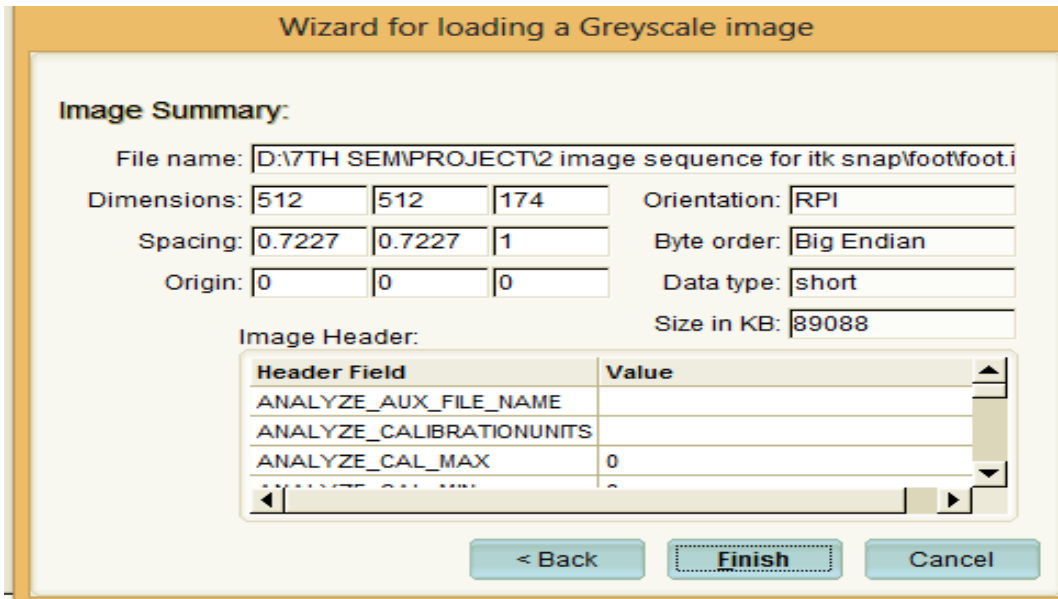 Wizard for loading a Greyscale image
Image Summary:
File name: D:\7TH SEM\PROJECT\2 image sequence for itk snap\foot\foot.i
Dimensions: 512 512 174 Orientation: RPI
Spacing: 0.7227 0.7227 1 Byte order: Big Endian
Origin: 0 0 0 Data type: short
Size in KB: 89088
Image Header:
Header Field Value
ANALYZE_AUX_FILE_NAME
ANALYZE_CALIBRATIONUNITS
ANALYZE_CAL_MAX 0
< Back Finish Cancel